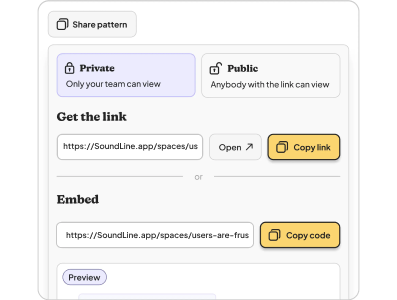 Share pattern
Private
Only your team can view
Public
Anybody with the link can view
Get the link
https://SoundLine.app/spaces/us
Open
Copy link
or
Embed
https://SoundLine.app/spaces/users-are-frus
Copy code
Preview